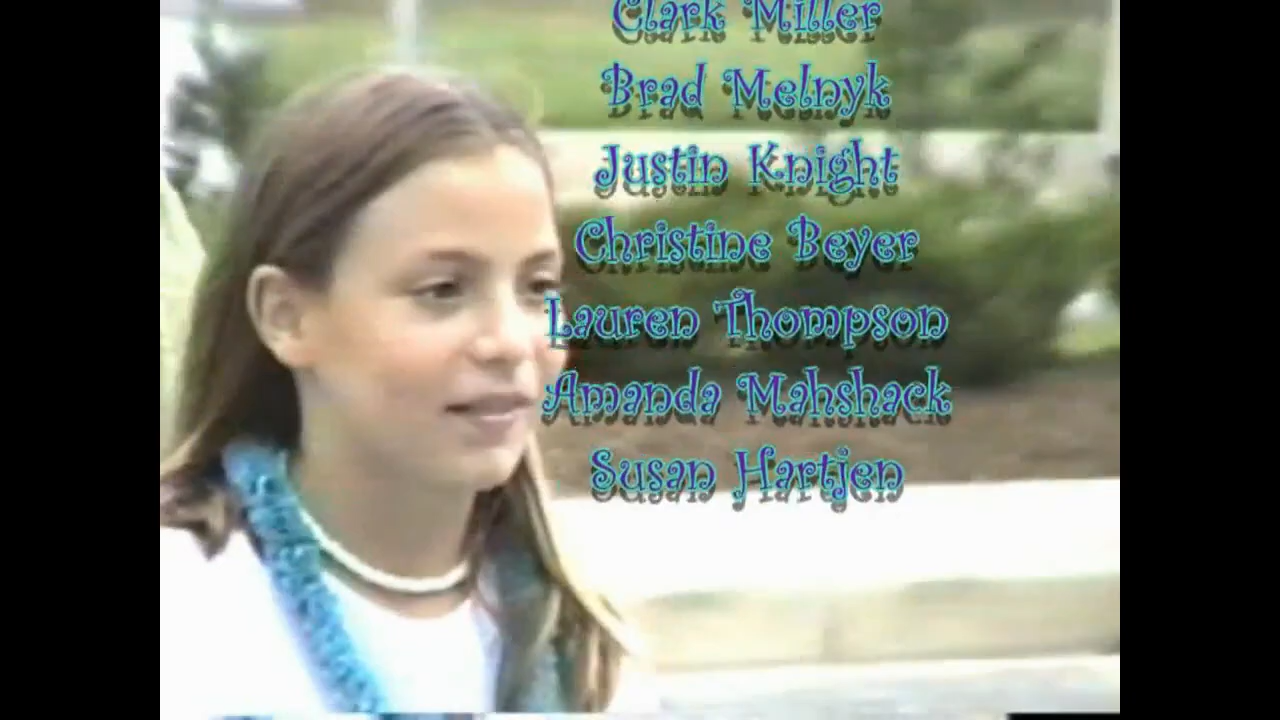 Clark Miller
Brad Melnyk
Justin Knight
Christine Beyer
Lauren Thompson
Amanda Mahshack
Susan Hartjen